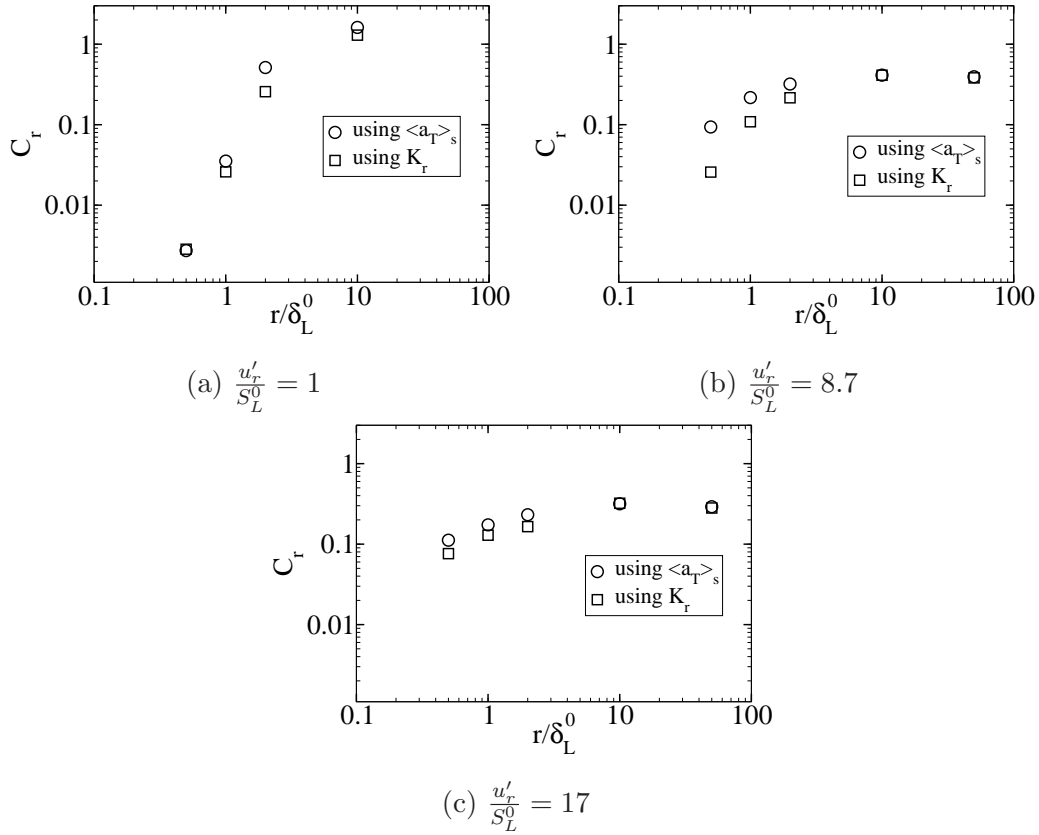 1
0.1
0.01
C_r
using <a_T>_s
using K_r
0.1 1 10 100
r/δ_L^0
(a) u'_r/S_L^0 = 1
1
0.1
0.01
C_r
using <a_T>_s
using K_r
0.1 1 10 100
r/δ_L^0
(b) u'_r/S_L^0 = 8.7
1
0.1
0.01
C_r
using <a_T>_s
using K_r
0.1 1 10 100
r/δ_L^0
(c) u'_r/S_L^0 = 17